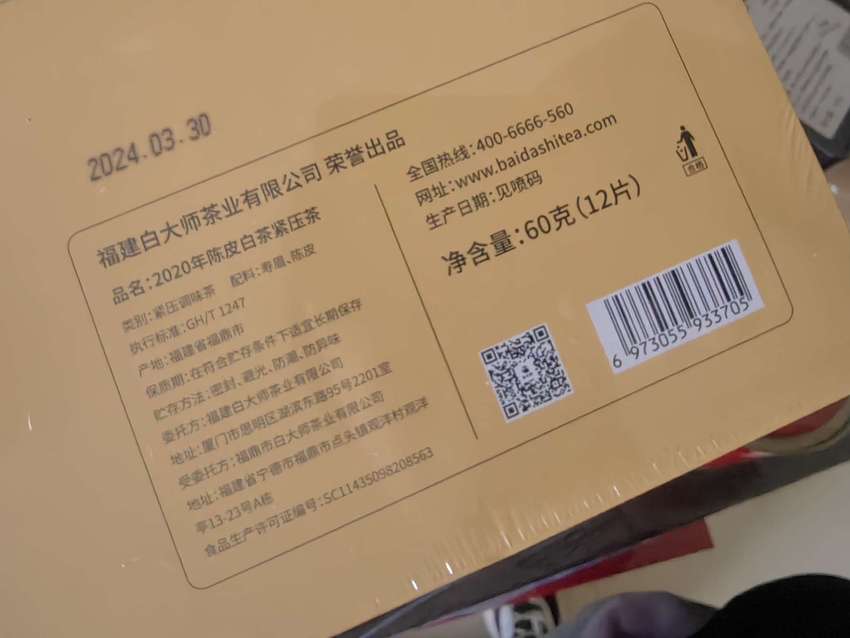 2024.03.30
福建白大师茶业有限公司 荣誉出品
品名:2020年陈皮白茶紧压茶
类别:紧压调味茶 配料:寿眉、陈皮
执行标准:GH/T 1247
产地:福建省福鼎市
保质期:在符合贮存条件下适宜长期保存
贮存方法:密封、避光、防潮、防异味
委托方:福建白大师茶业有限公司
地址:厦门市思明区湖滨东路95号2201室
受委托方:福鼎市白大师茶业有限公司
地址:福建省宁德市福鼎市点头镇观洋村观洋
亭13-23号A栋
食品生产许可证编号:SC11435098208563
全国热线:400-6666-560
网址:www.baidashitea.com
生产日期:见喷码
净含量:60克(12片)
合格
6 973055 933705